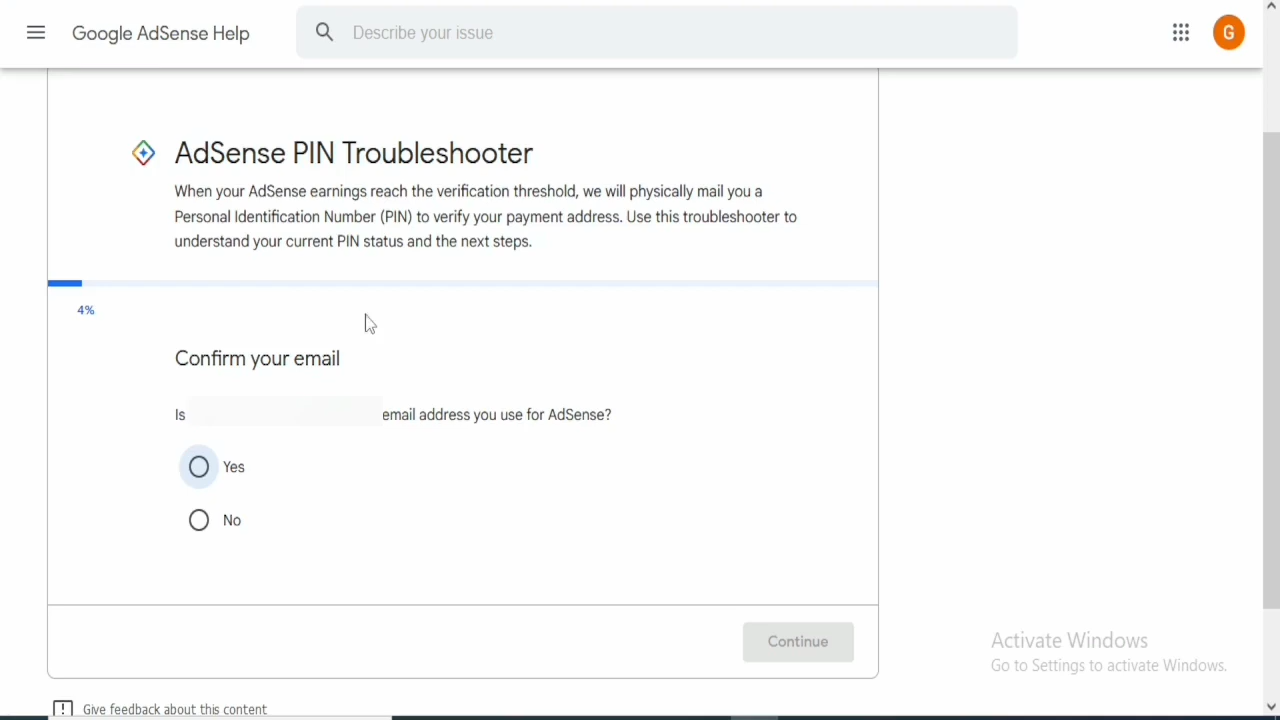 Google AdSense Help
Describe your issue
G
AdSense PIN Troubleshooter
When your AdSense earnings reach the verification threshold, we will physically mail you a
Personal Identification Number (PIN) to verify your payment address. Use this troubleshooter to
understand your current PIN status and the next steps.
4%
Confirm your email
Is email address you use for AdSense?
Yes
No
Continue
Activate Windows
Go to Settings to activate Windows.
Give feedback about this content